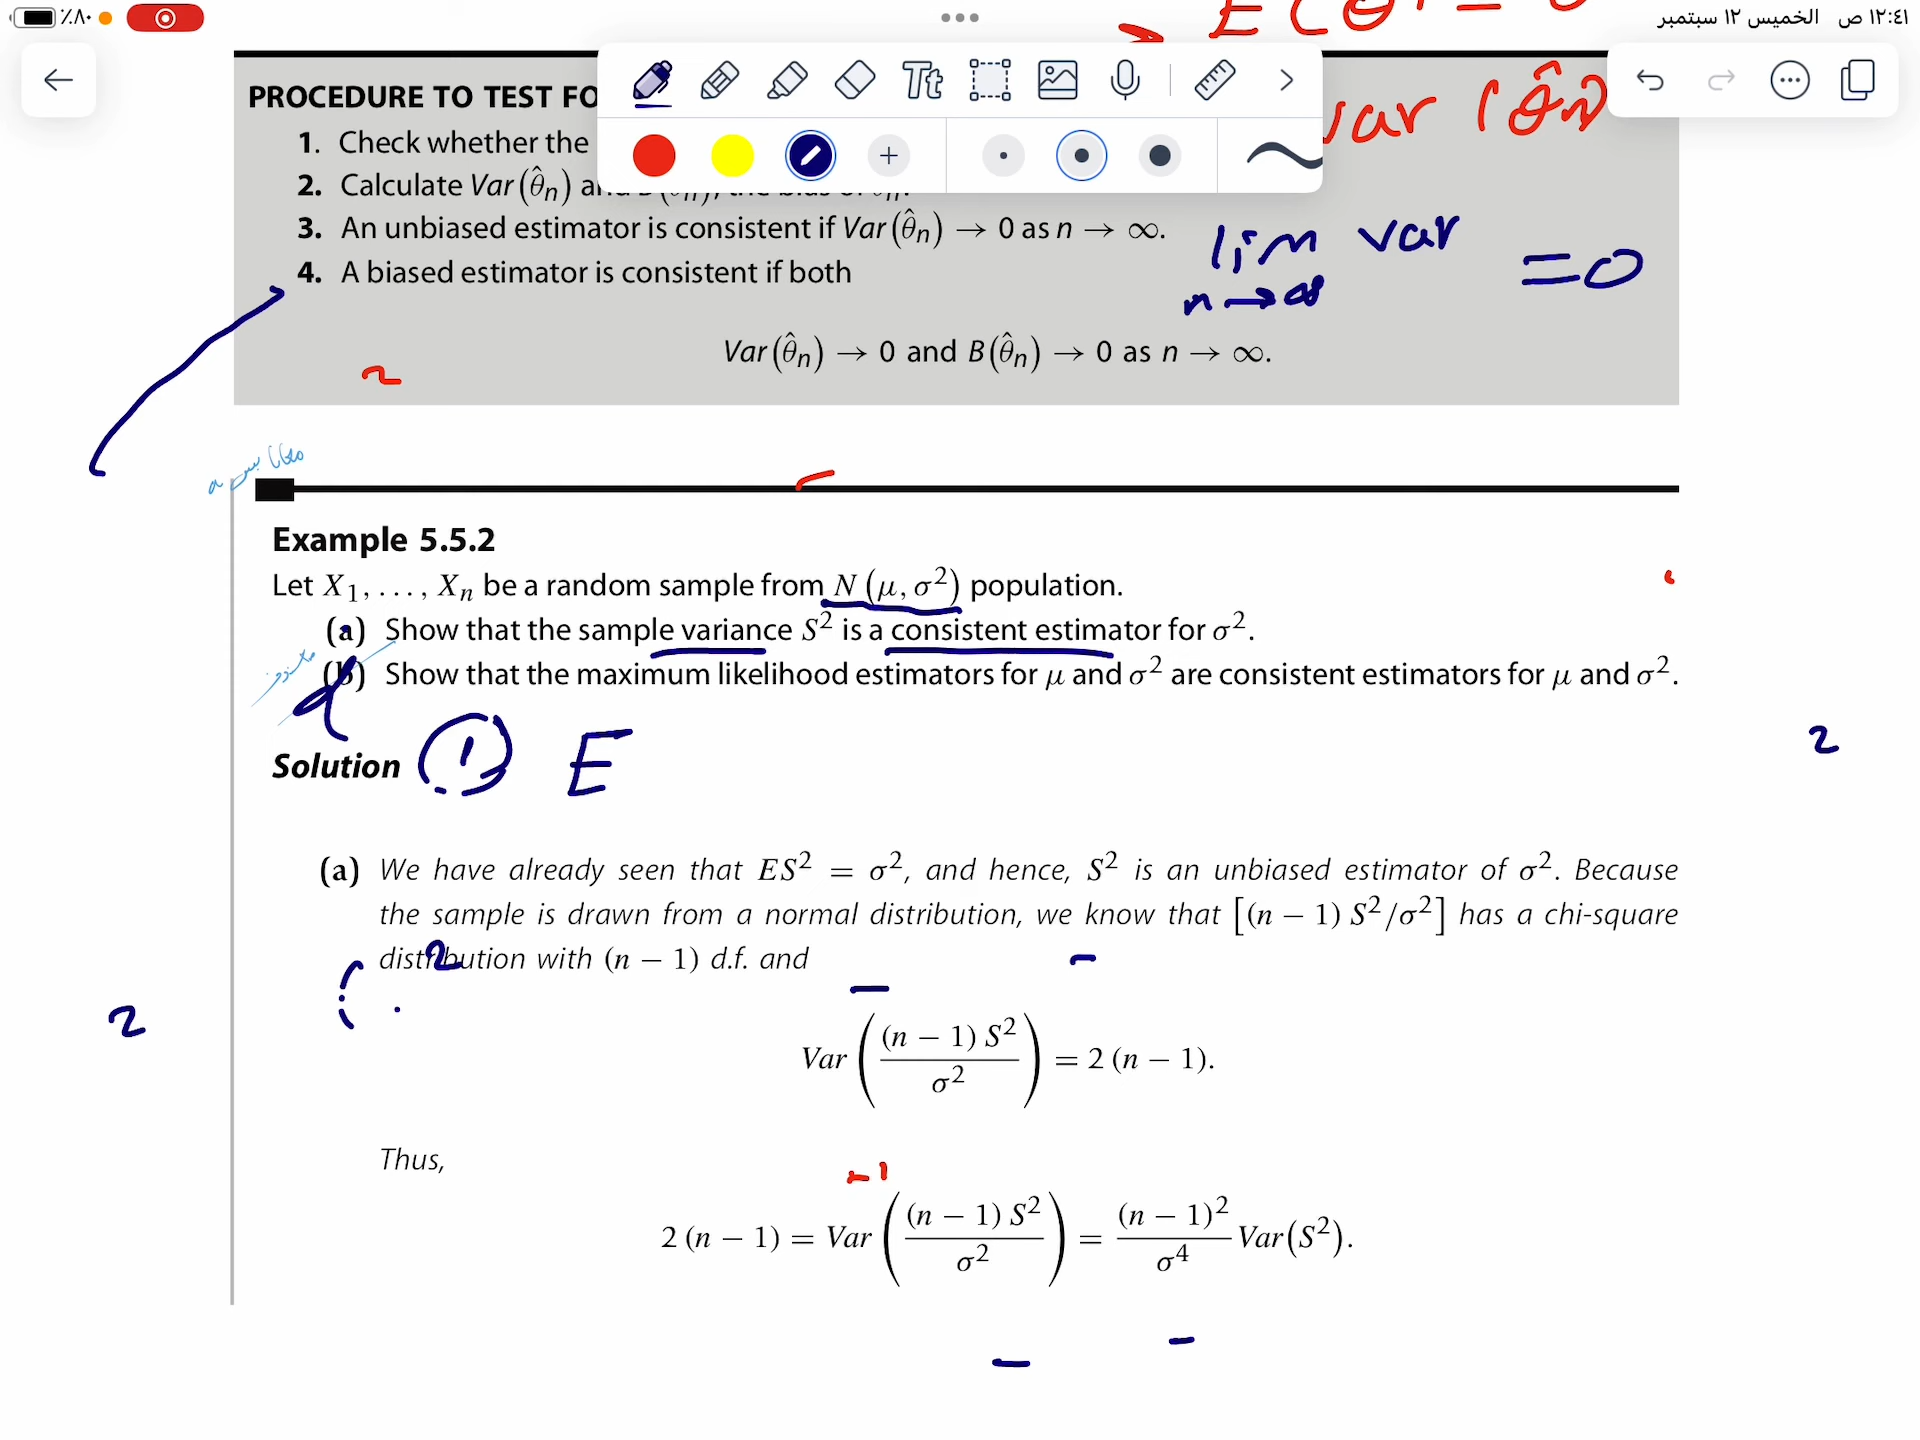 ٪٨٠
١٢:٤١ ص الخميس ١٢ سبتمبر
PROCEDURE TO TEST FO
var (θ̂n)
1. Check whether the
Tt
2. Calculate Var(θ̂n)
3. An unbiased estimator is consistent if Var(θ̂n) → 0 as n → ∞.
lim var = 0
n → ∞
4. A biased estimator is consistent if both
Var(θ̂n) → 0 and B(θ̂n) → 0 as n → ∞.
Example 5.5.2
Let X1, . . . , Xn be a random sample from N(μ, σ²) population.
(a) Show that the sample variance S² is a consistent estimator for σ².
(b) Show that the maximum likelihood estimators for μ and σ² are consistent estimators for μ and σ².
2
Solution ① E
(a) We have already seen that ES² = σ², and hence, S² is an unbiased estimator of σ². Because
the sample is drawn from a normal distribution, we know that [(n − 1) S²/σ²] has a chi-square
distribution with (n − 1) d.f. and
2
2
Var((n − 1) S² / σ²) = 2 (n − 1).
Thus,
2 (n − 1) = Var((n − 1) S² / σ²) = (n − 1)² / σ⁴ Var(S²).